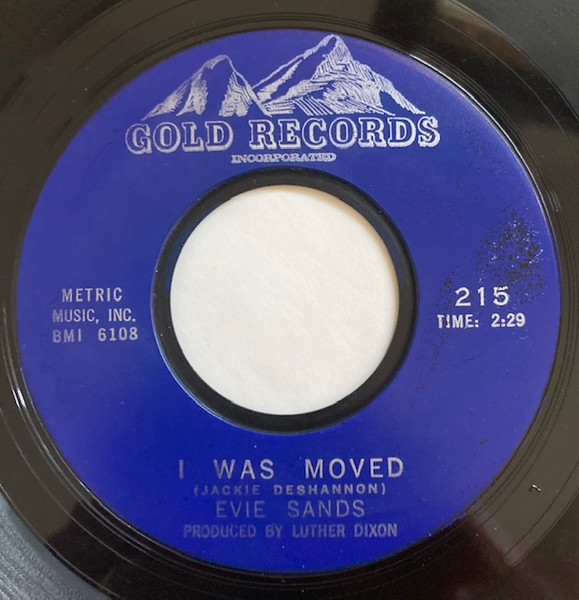 GOLD RECORDS
INCORPORATED
METRIC
MUSIC, INC.
BMI 6108
215
TIME: 2:29
I WAS MOVED
(JACKIE DESHANNON)
EVIE SANDS
PRODUCED BY LUTHER DIXON